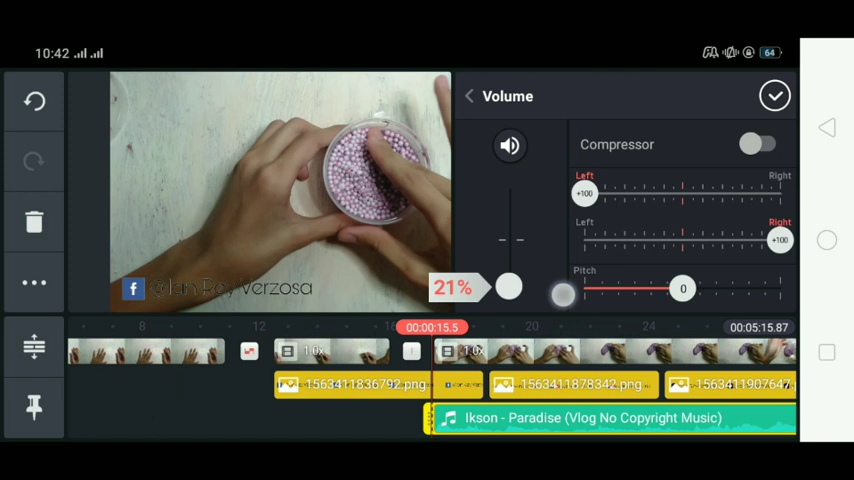 10:42
64
Volume
Compressor
Left
Right
+100
Left
Right
+100
Pitch
0
21%
f @Ian Rey Verzosa
8
12
16
00:00:15.5
20
24
00:05:15.87
1.0x
1.0x
1563411836792.png
1563411878342.png
1563411907647
Ikson - Paradise (Vlog No Copyright Music)